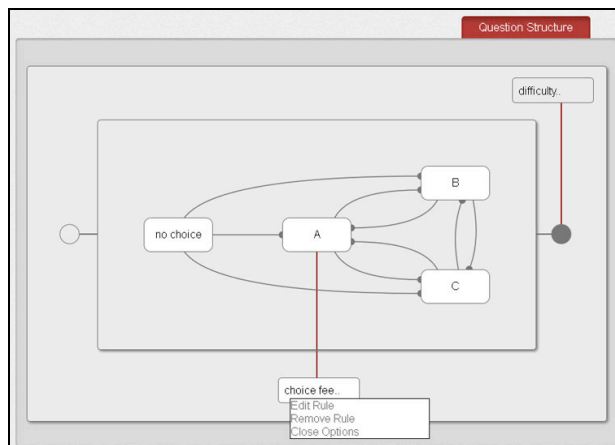 Question Structure
difficulty..
B
no choice
A
C
choice fee..
Edit Rule
Remove Rule
Close Options